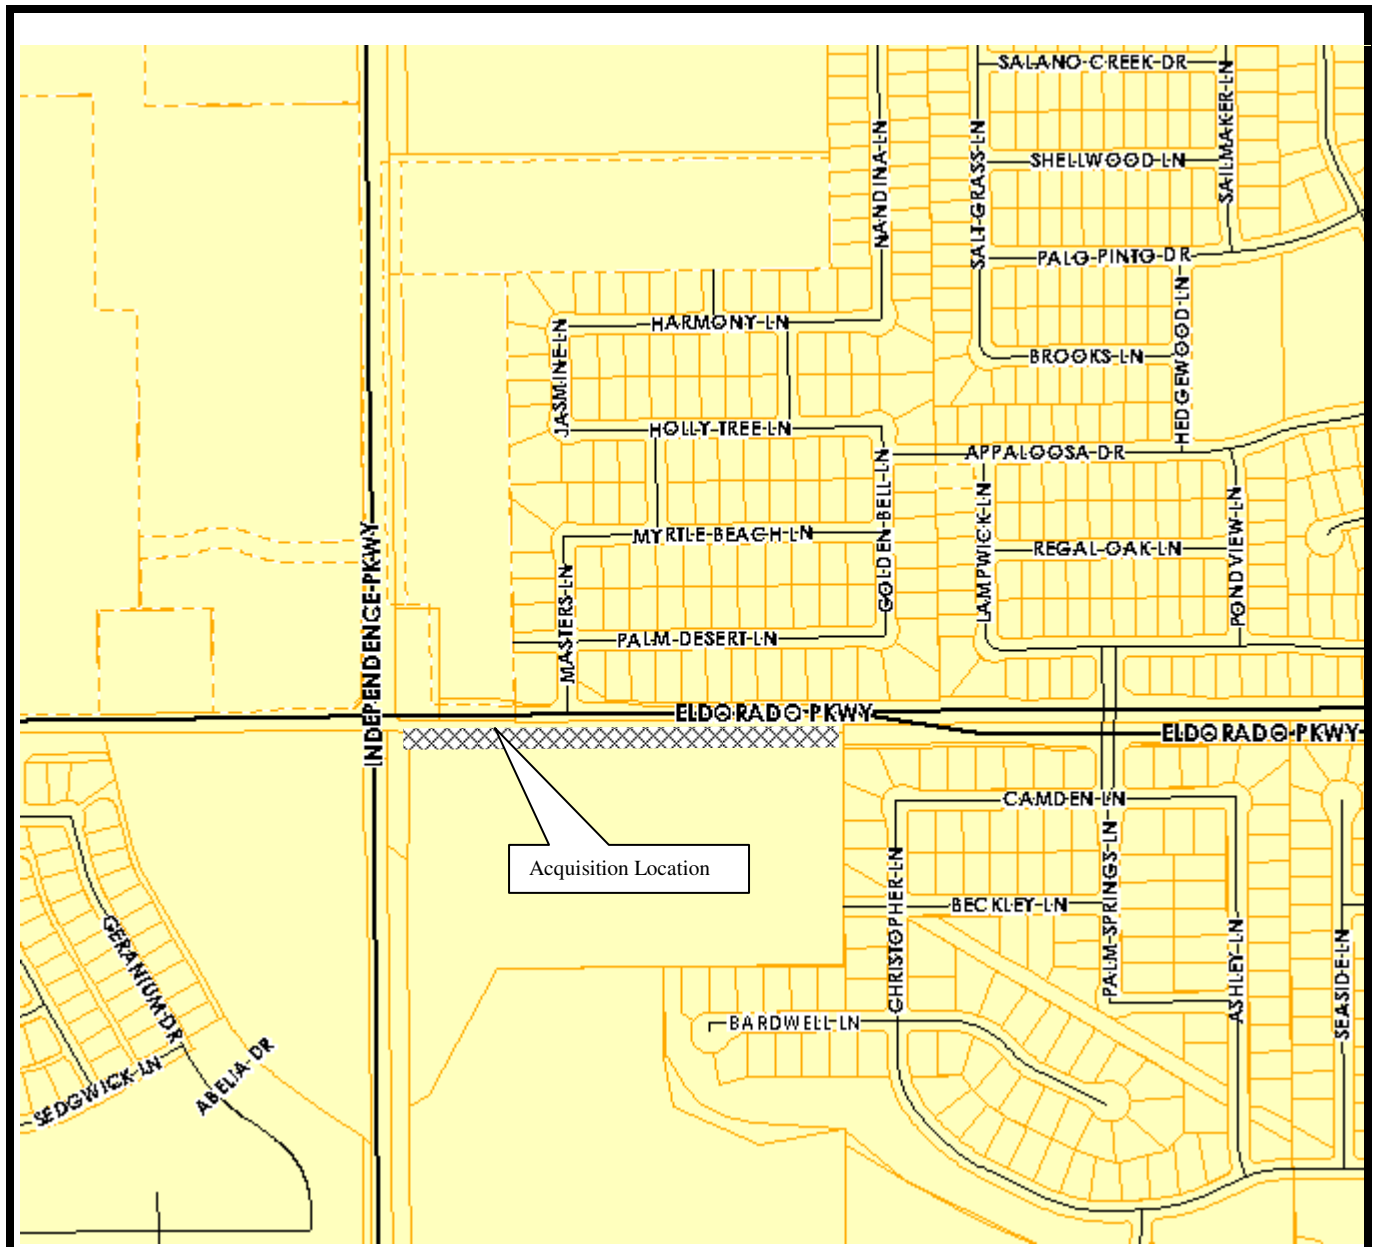 SALANO CREEK DR
SAILMAKER LN
NANDINA LN
SALT GRASS LN
SHELLWOOD LN
PALO PINTO DR
HEDGEWOOD LN
HARMONY LN
JASMINE LN
BROOKS LN
HOLLY TREE LN
APPALOOSA DR
GOLDEN BELL LN
LAMPWICK LN
PONDVIEW LN
MYRTLE BEACH LN
REGAL OAK LN
INDEPENDENCE PKWY
MASTERS LN
PALM DESERT LN
ELDORADO PKWY
ELDORADO PKWY
CAMDEN LN
Acquisition Location
CHRISTOPHER LN
PALM SPRINGS LN
BECKLEY LN
ASHLEY LN
SEASIDE LN
GERANIUM DR
BARDWELL LN
ABELIA DR
SEDGWICK LN